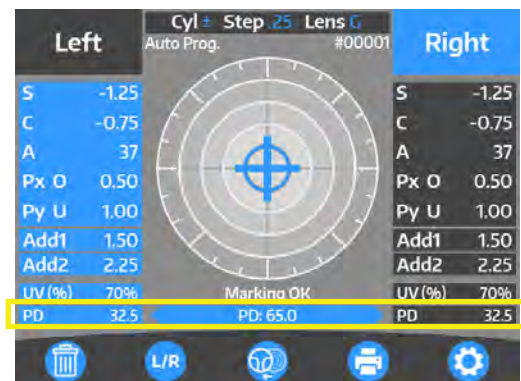 Cyl ± Step .25 Lens G
Left
Auto Prog. #00001
Right
S -1.25
C -0.75
A 37
Px O 0.50
Py U 1.00
Add1 1.50
Add2 2.25
UV(%) 70%
PD 32.5
Marking OK
PD: 65.0
S -1.25
C -0.75
A 37
Px O 0.50
Py U 1.00
Add1 1.50
Add2 2.25
UV(%) 70%
PD 32.5
L/R